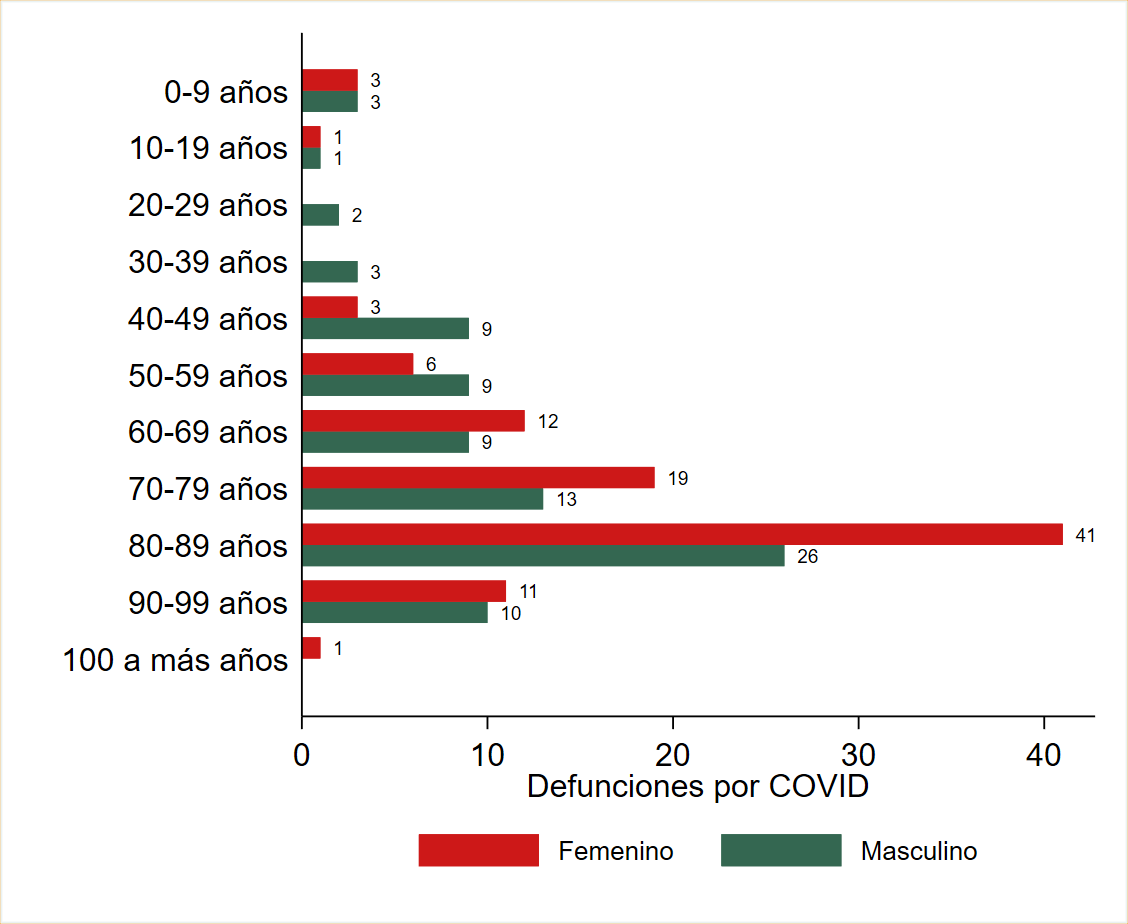 3
0-9 años
3
1
10-19 años
1
20-29 años
2
30-39 años
3
3
40-49 años
9
6
50-59 años
9
12
60-69 años
9
19
70-79 años
13
41
80-89 años
26
11
90-99 años
10
1
100 a más años
0 10 20 30 40
Defunciones por COVID
Femenino Masculino